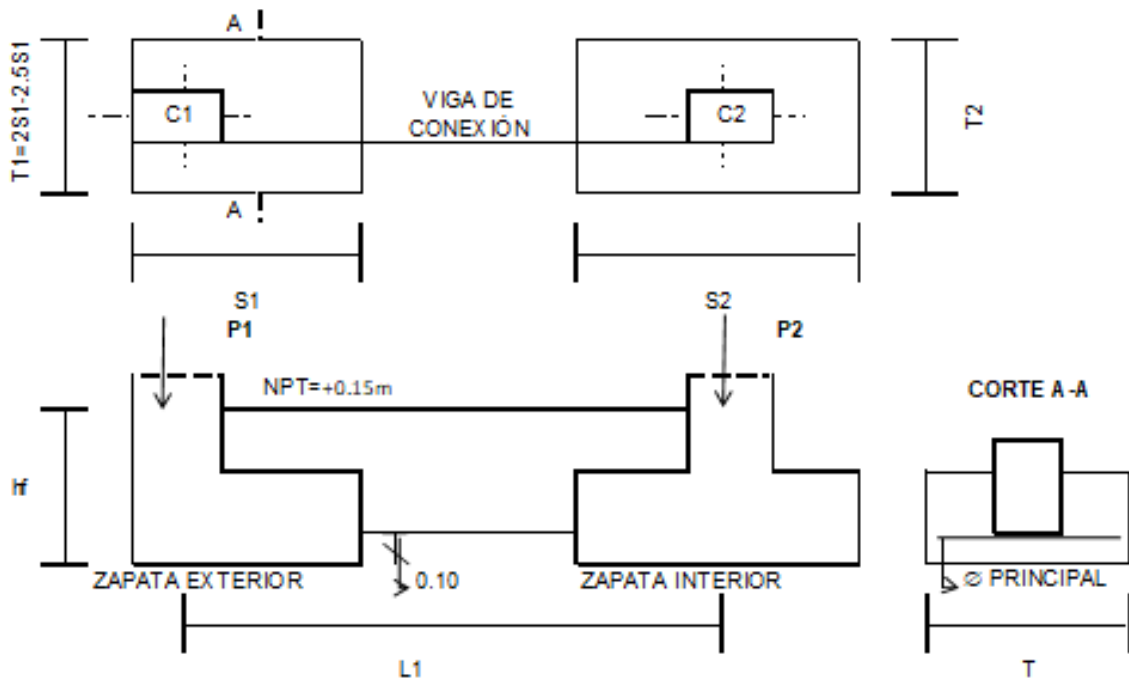 A
T1=2S1-2.5S1
C1
VIGA DE
CONEXIÓN
C2
T2
A
S1
S2
P1
P2
NPT=+0.15m
CORTE A-A
hf
ZAPATA EXTERIOR
0.10
ZAPATA INTERIOR
∅ PRINCIPAL
L1
T